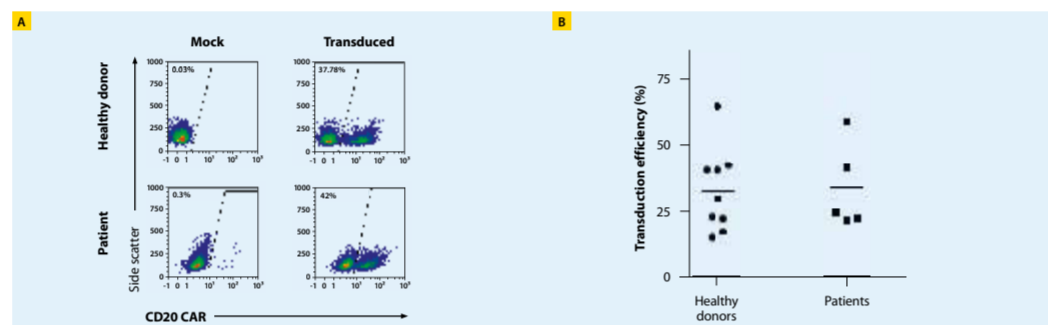 A
B
Mock
Transduced
Healthy donor
1000
750
500
250
0
0.03%
-1 0 1 10¹ 10² 10³
1000
750
500
250
0
37.78%
-1 0 1 10¹ 10² 10³
Patient
Side scatter
1000
750
500
250
0
0.3%
-1 0 1 10¹ 10² 10³
1000
750
500
250
0
42%
-1 0 1 10¹ 10² 10³
CD20 CAR
Transduction efficiency (%)
75
50
25
0
Healthy
donors
Patients